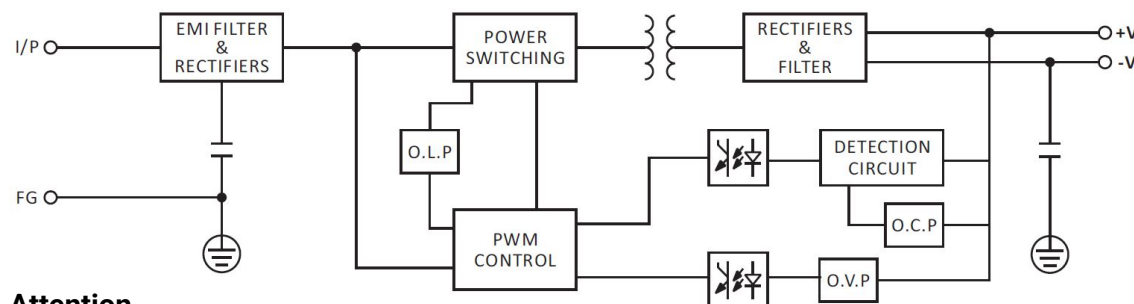 I/P
EMI FILTER
&
RECTIFIERS
POWER
SWITCHING
RECTIFIERS
&
FILTER
+V
-V
O.L.P
DETECTION
CIRCUIT
FG
O.C.P
PWM
CONTROL
O.V.P
Attention